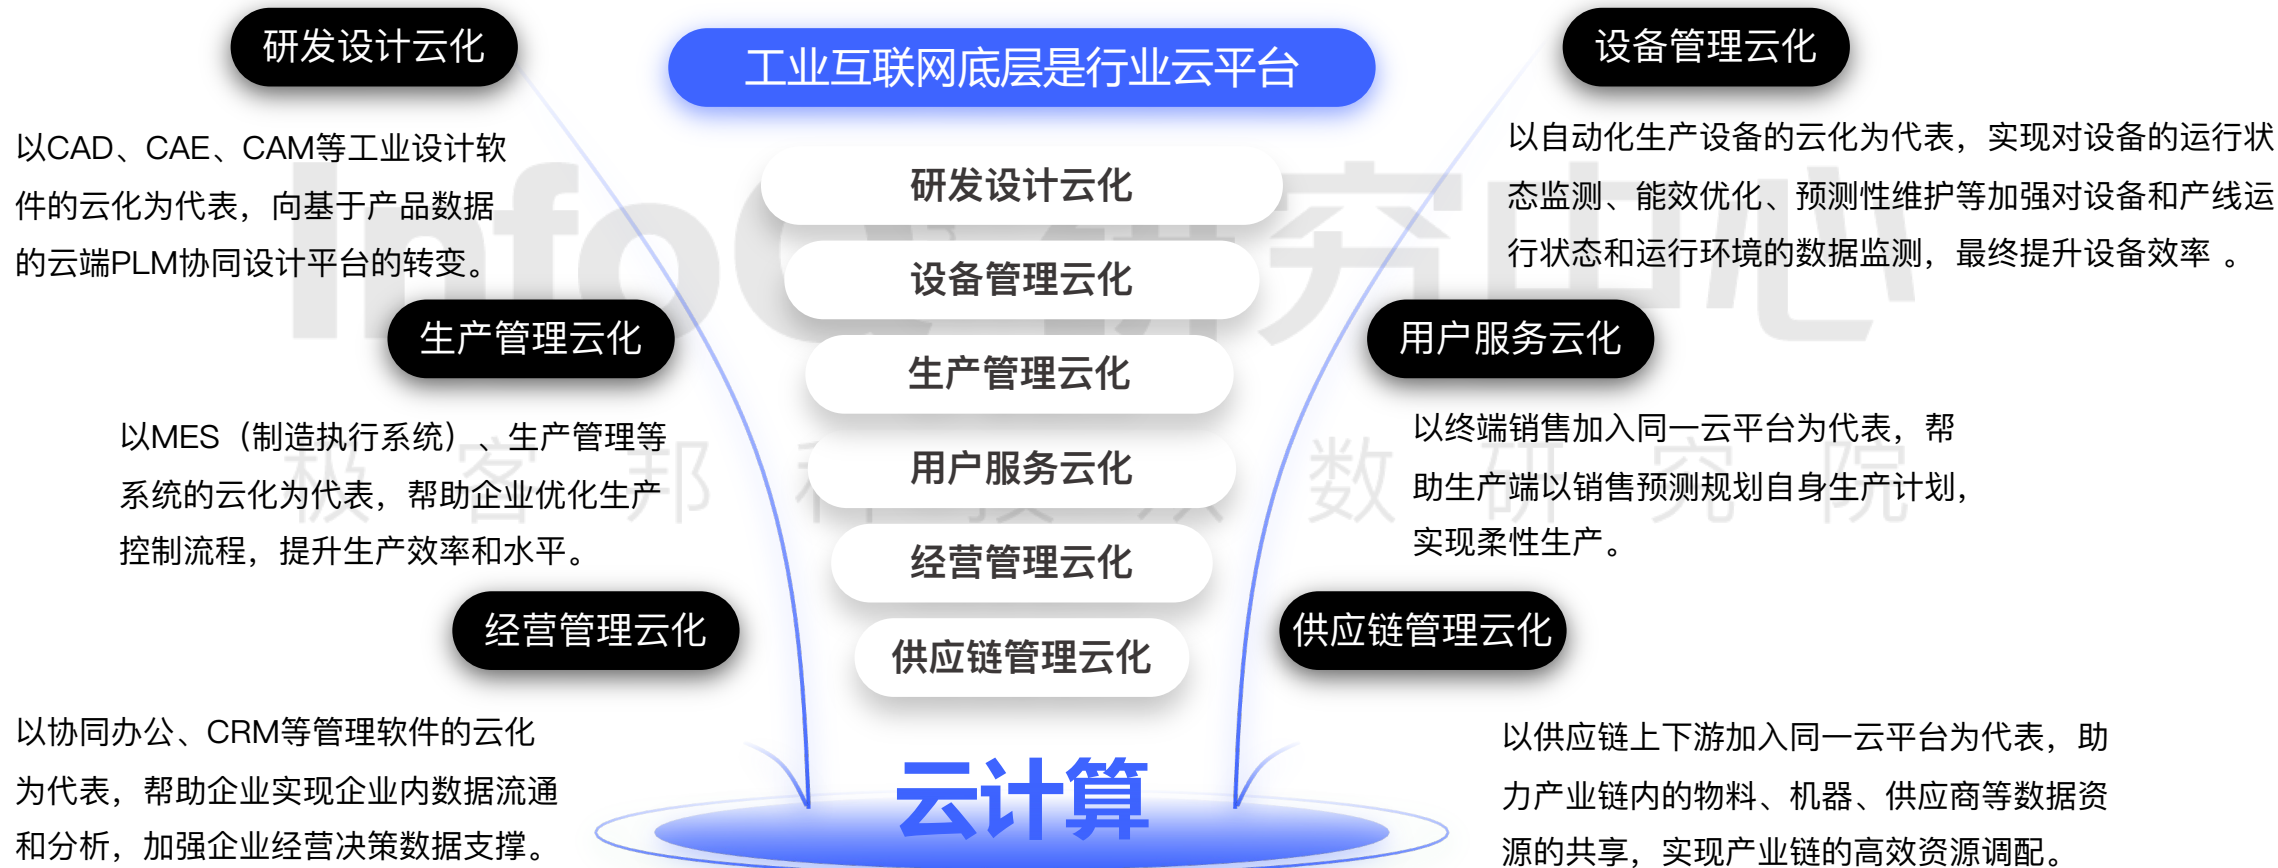 研发设计云化
以CAD、CAE、CAM等工业设计软
件的云化为代表，向基于产品数据
的云端PLM协同设计平台的转变。
生产管理云化
以MES（制造执行系统）、生产管理等
系统的云化为代表，帮助企业优化生产
控制流程，提升生产效率和水平。
经营管理云化
以协同办公、CRM等管理软件的云化
为代表，帮助企业实现企业内数据流通
和分析，加强企业经营决策数据支撑。
工业互联网底层是行业云平台
研发设计云化
设备管理云化
生产管理云化
用户服务云化
经营管理云化
供应链管理云化
云计算
设备管理云化
以自动化生产设备的云化为代表，实现对设备的运行状
态监测、能效优化、预测性维护等加强对设备和产线运
行状态和运行环境的数据监测，最终提升设备效率 。
用户服务云化
以终端销售加入同一云平台为代表，帮
助生产端以销售预测规划自身生产计划，
实现柔性生产。
供应链管理云化
以供应链上下游加入同一云平台为代表，助
力产业链内的物料、机器、供应商等数据资
源的共享，实现产业链的高效资源调配。
InfoQ 研究中心